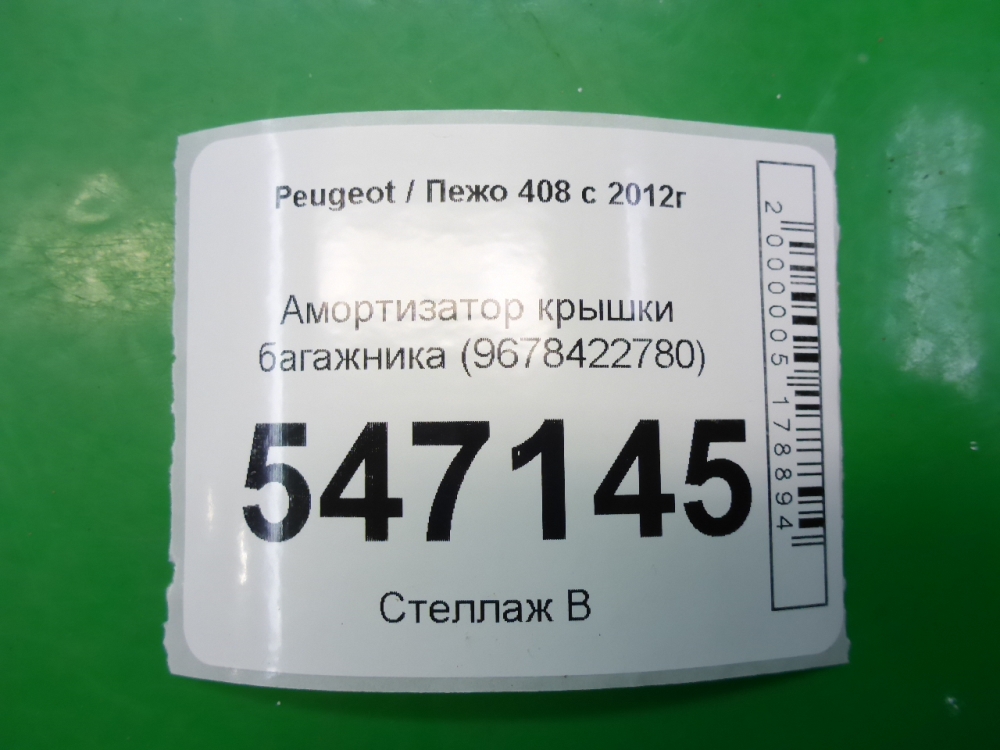 Peugeot / Пежо 408 с 2012г
Амортизатор крышки
багажника (9678422780)
547145
Стеллаж В
2000005178894